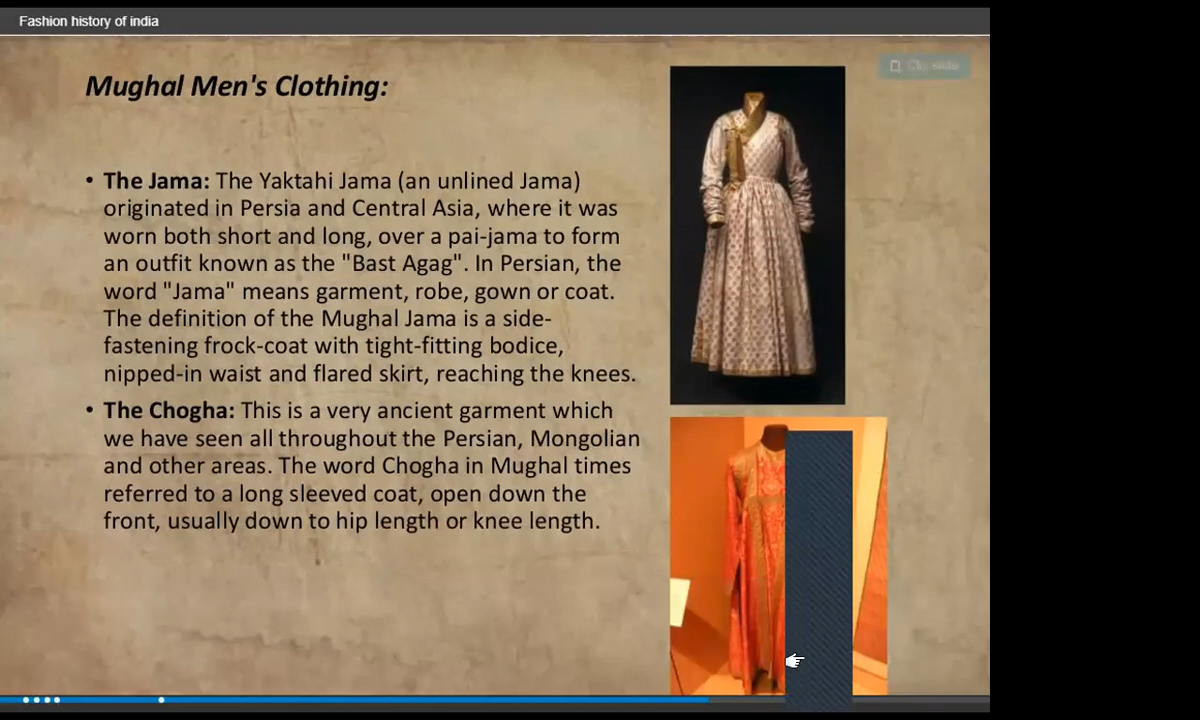 Fashion history of india
Mughal Men's Clothing:
• The Jama: The Yaktahi Jama (an unlined Jama)
originated in Persia and Central Asia, where it was
worn both short and long, over a pai-jama to form
an outfit known as the "Bast Agag". In Persian, the
word "Jama" means garment, robe, gown or coat.
The definition of the Mughal Jama is a side-
fastening frock-coat with tight-fitting bodice,
nipped-in waist and flared skirt, reaching the knees.
• The Chogha: This is a very ancient garment which
we have seen all throughout the Persian, Mongolian
and other areas. The word Chogha in Mughal times
referred to a long sleeved coat, open down the
front, usually down to hip length or knee length.